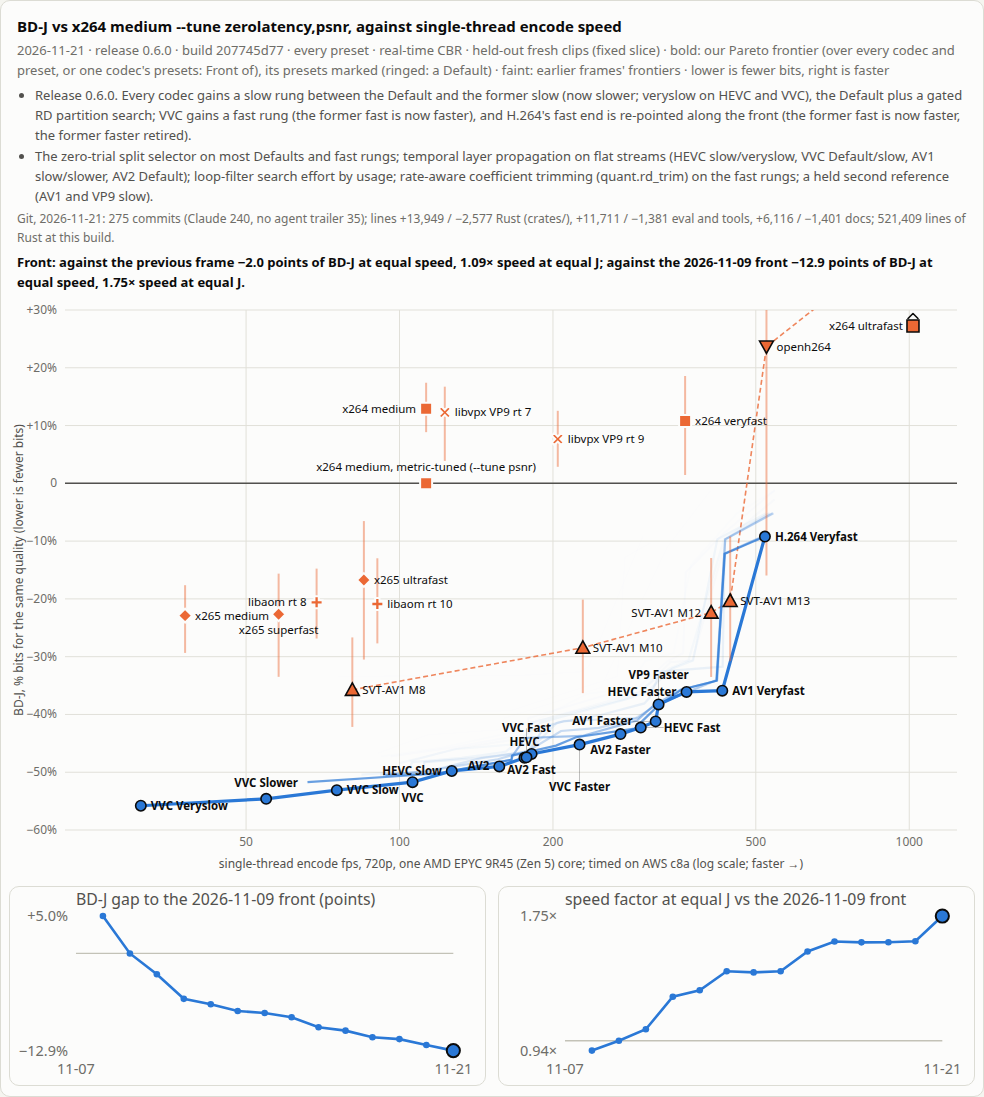 BD-J vs x264 medium --tune zerolatency,psnr, against single-thread encode speed
2026-11-21 · release 0.6.0 · build 207745d77 · every preset · real-time CBR · held-out fresh clips (fixed slice) · bold: our Pareto frontier (over every codec and
preset, or one codec's presets: Front of), its presets marked (ringed: a Default) · faint: earlier frames' frontiers · lower is fewer bits, right is faster
• Release 0.6.0. Every codec gains a slow rung between the Default and the former slow (now slower; veryslow on HEVC and VVC), the Default plus a gated
RD partition search; VVC gains a fast rung (the former fast is now faster), and H.264's fast end is re-pointed along the front (the former fast is now faster,
the former faster retired).
• The zero-trial split selector on most Defaults and fast rungs; temporal layer propagation on flat streams (HEVC slow/veryslow, VVC Default/slow, AV1
slow/slower, AV2 Default); loop-filter search effort by usage; rate-aware coefficient trimming (quant.rd_trim) on the fast rungs; a held second reference
(AV1 and VP9 slow).
Git, 2026-11-21: 275 commits (Claude 240, no agent trailer 35); lines +13,949 / −2,577 Rust (crates/), +11,711 / −1,381 eval and tools, +6,116 / −1,401 docs; 521,409 lines of
Rust at this build.
Front: against the previous frame −2.0 points of BD-J at equal speed, 1.09× speed at equal J; against the 2026-11-09 front −12.9 points of BD-J at
equal speed, 1.75× speed at equal J.
+30%
x264 ultrafast
openh264
+20%
x264 medium
libvpx VP9 rt 7
x264 veryfast
+10%
libvpx VP9 rt 9
x264 medium, metric-tuned (--tune psnr)
0
BD-J, % bits for the same quality (lower is fewer bits)
−10%
H.264 Veryfast
x265 ultrafast
−20%
libaom rt 8
libaom rt 10
SVT-AV1 M13
x265 medium
SVT-AV1 M12
x265 superfast
SVT-AV1 M10
−30%
VP9 Faster
SVT-AV1 M8
HEVC Faster
AV1 Veryfast
−40%
AV1 Faster
VVC Fast
HEVC Fast
HEVC
AV2 Faster
HEVC Slow
AV2
AV2 Fast
−50%
VVC Slower
VVC Slow
VVC Faster
VVC
VVC Veryslow
−60%
50
100
200
500
1000
single-thread encode fps, 720p, one AMD EPYC 9R45 (Zen 5) core; timed on AWS c8a (log scale; faster →)
BD-J gap to the 2026-11-09 front (points)
+5.0%
−12.9%
11-07
11-21
speed factor at equal J vs the 2026-11-09 front
1.75×
0.94×
11-07
11-21